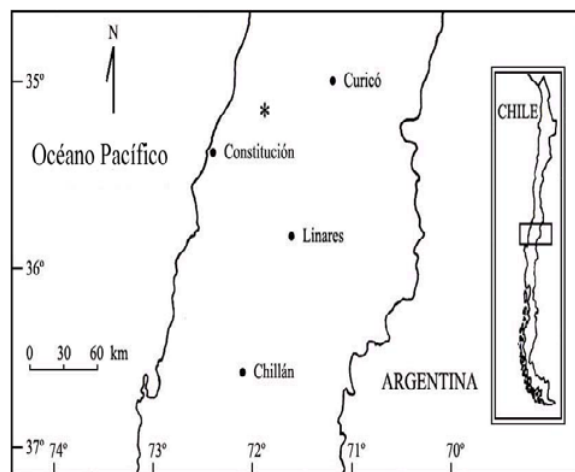 N
35º
Curicó
*
CHILE
Océano Pacífico
Constitución
Linares
36º
0 30 60 km
Chillán
ARGENTINA
37º
74º 73º 72º 71º 70º